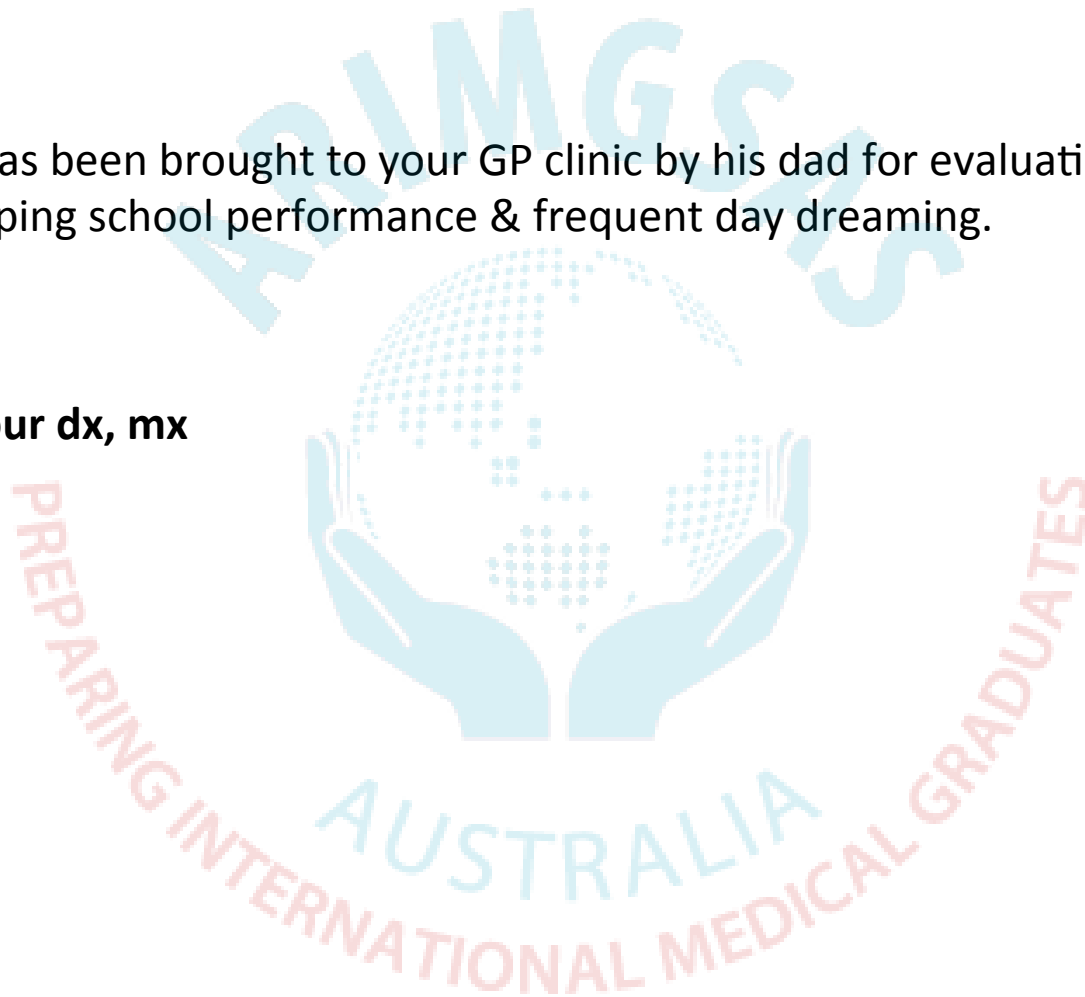 as been brought to your GP clinic by his dad for evaluati
ping school performance & frequent day dreaming.
ur dx, mx
ARIMGSAS
AUSTRALIA
PREPARING INTERNATIONAL MEDICAL GRADUATES